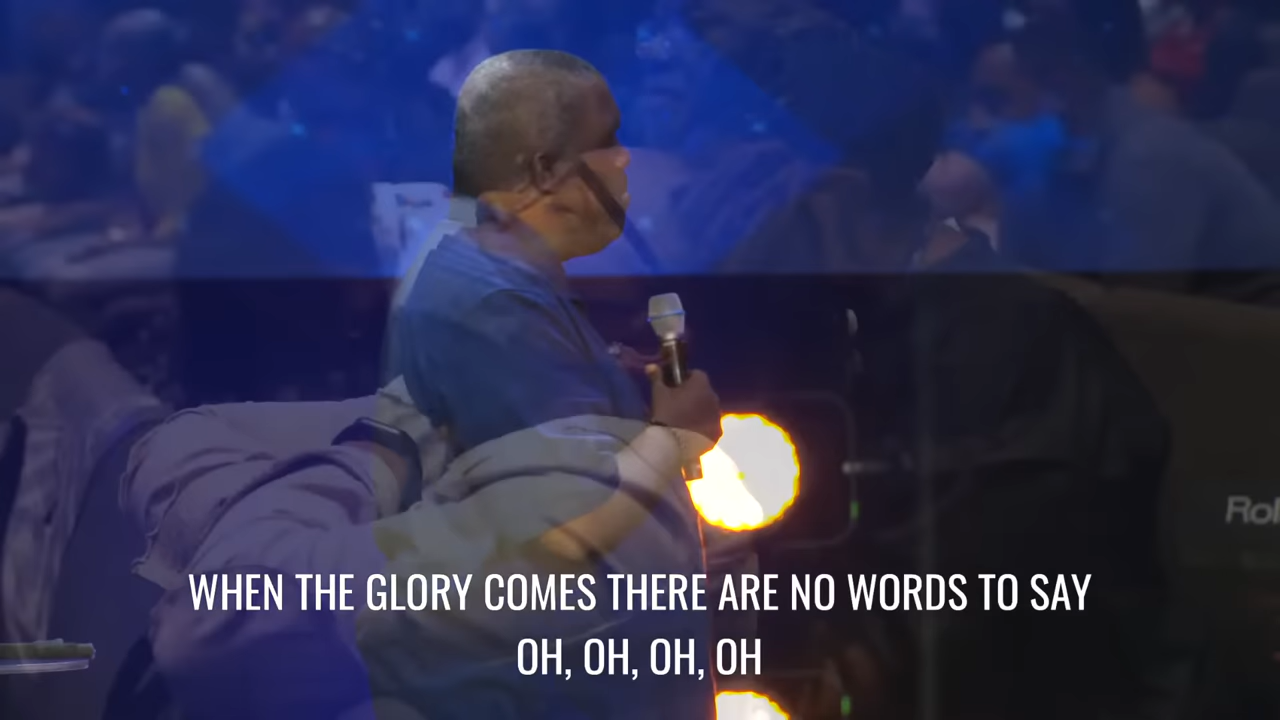 WHEN THE GLORY COMES THERE ARE NO WORDS TO SAY
OH, OH, OH, OH